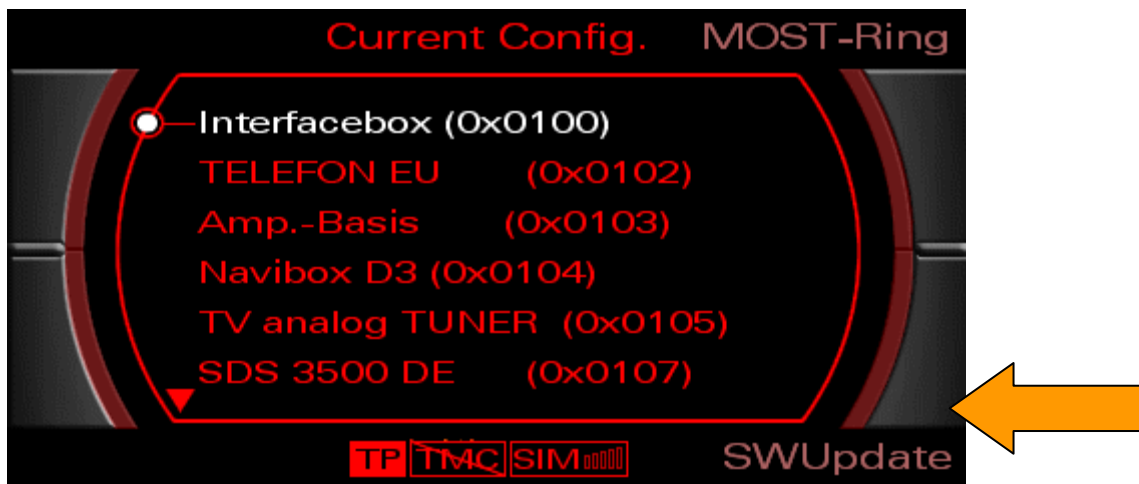 Current Config. MOST-Ring
Interfacebox (0x0100)
TELEFON EU (0x0102)
Amp.-Basis (0x0103)
Navibox D3 (0x0104)
TV analog TUNER (0x0105)
SDS 3500 DE (0x0107)
TP TMC SIM SWUpdate